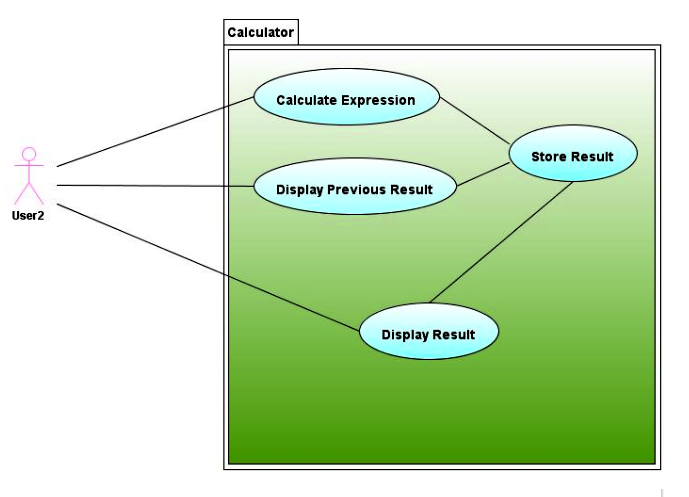 Calculator
Calculate Expression
Store Result
Display Previous Result
User2
Display Result